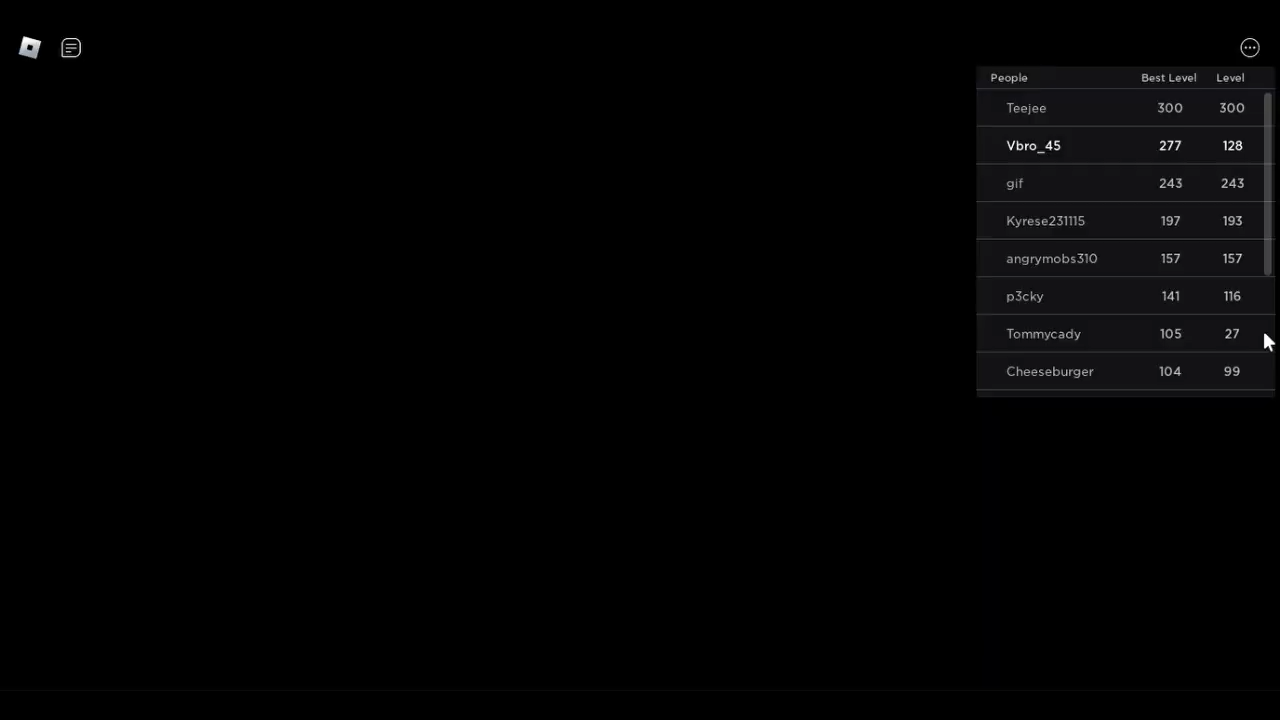 People Best Level Level
Teejee 300 300
Vbro_45 277 128
gif 243 243
Kyrese231115 197 193
angrymobs310 157 157
p3cky 141 116
Tommycady 105 27
Cheeseburger 104 99